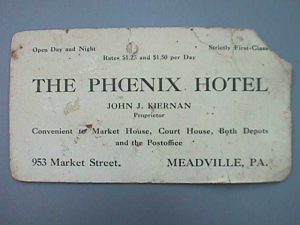 Open Day and Night Strictly First-Class
Rates $1.25 and $1.50 per Day
THE PHŒNIX HOTEL
JOHN J. KIERNAN
Proprietor
Convenient to Market House, Court House, Both Depots
and the Postoffice
953 Market Street. MEADVILLE, PA.